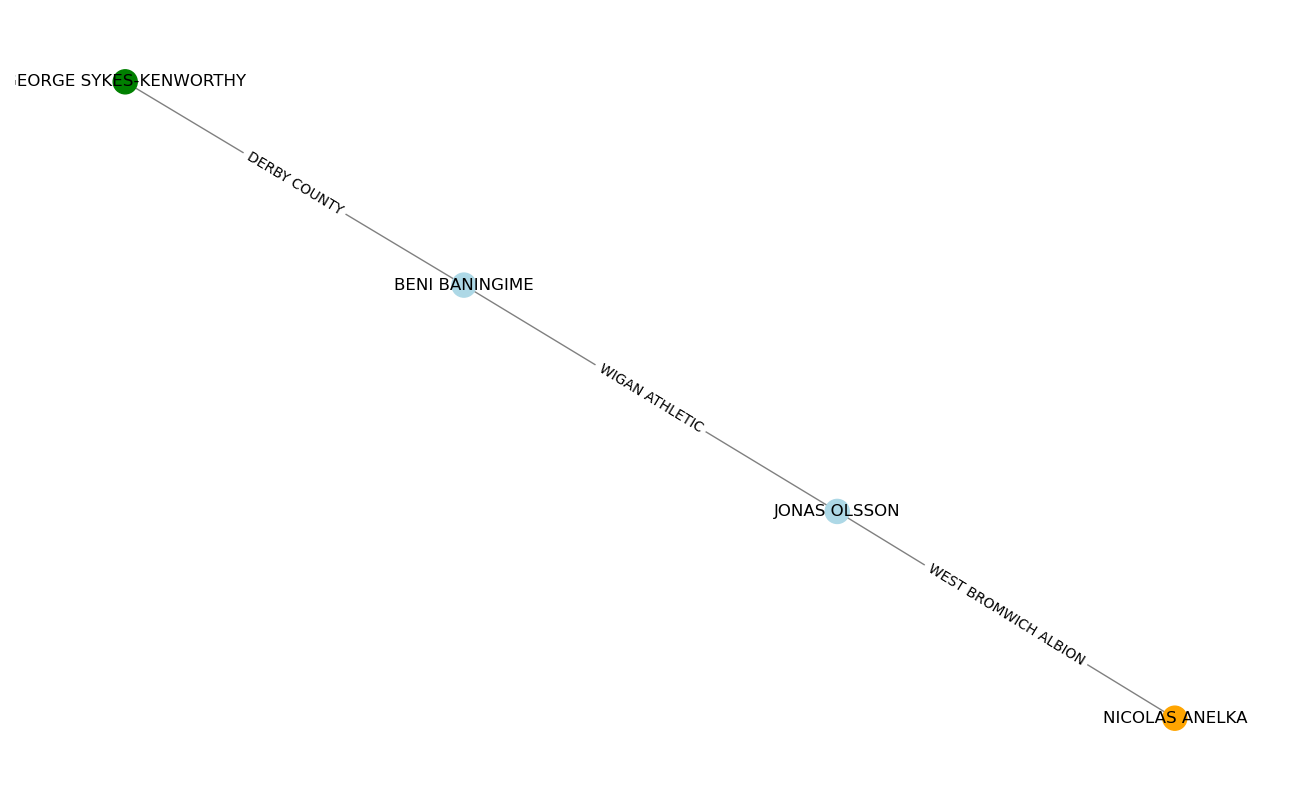 EORGE SYKES-KENWORTHY
DERBY COUNTY
BENI BANINGIME
WIGAN ATHLETIC
JONAS OLSSON
WEST BROMWICH ALBION
NICOLAS ANELKA